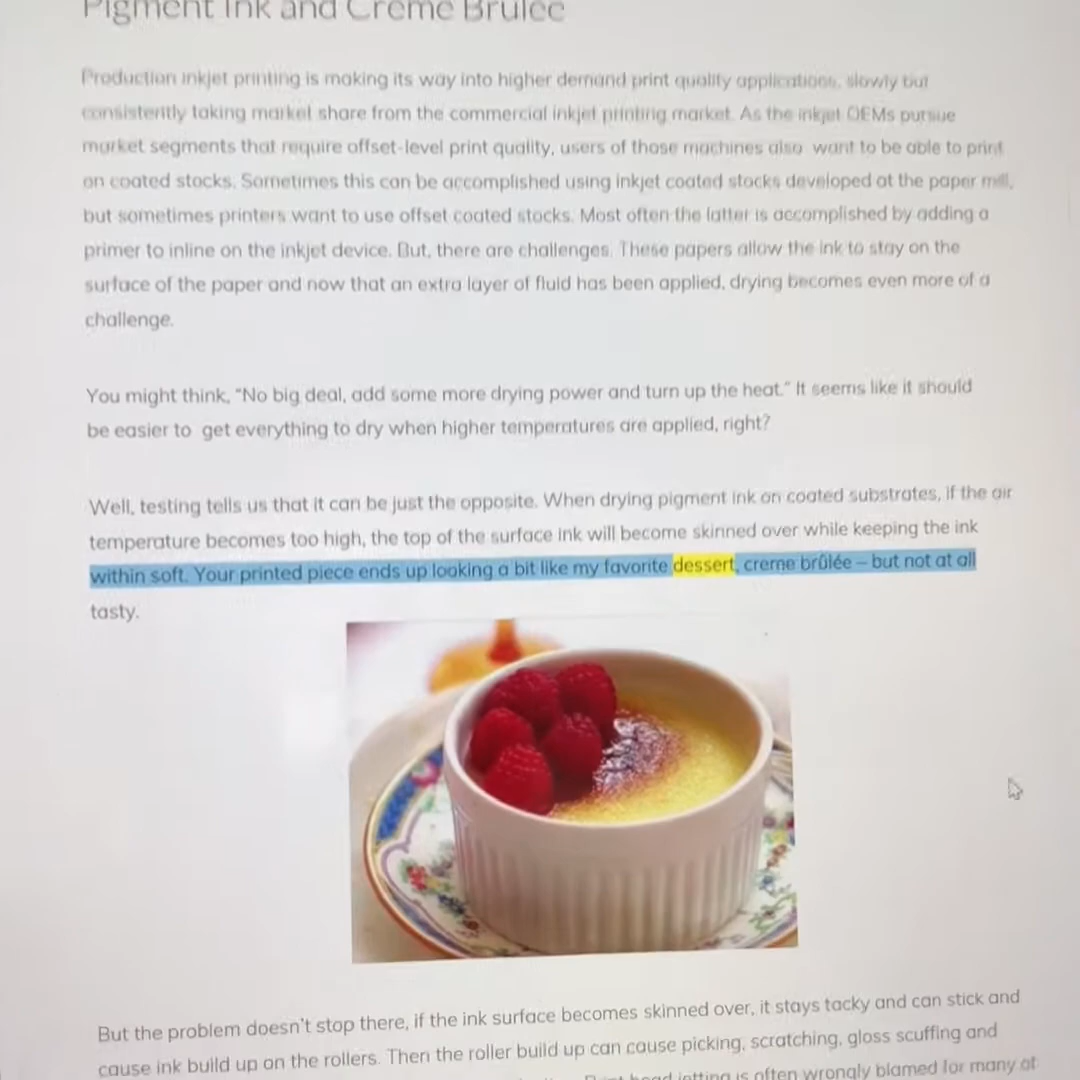 Pigment Ink and Creme Brulee
Production inkjet printing is making its way into higher demand print quality applications, slowly but
consistently taking market share from the commercial inkjet printing market. As the inkjet OEMs pursue
market segments that require offset-level print quality, users of those machines also want to be able to print
on coated stocks. Sometimes this can be accomplished using inkjet coated stocks developed at the paper mill,
but sometimes printers want to use offset coated stocks. Most often the latter is accomplished by adding a
primer to inline on the inkjet device. But, there are challenges. These papers allow the ink to stay on the
surface of the paper and now that an extra layer of fluid has been applied, drying becomes even more of a
challenge.
You might think, “No big deal, add some more drying power and turn up the heat.” It seems like it should
be easier to get everything to dry when higher temperatures are applied, right?
Well, testing tells us that it can be just the opposite. When drying pigment ink on coated substrates, if the air
temperature becomes too high, the top of the surface ink will become skinned over while keeping the ink
within soft. Your printed piece ends up looking a bit like my favorite dessert, creme brûlée – but not at all
tasty.
But the problem doesn’t stop there, if the ink surface becomes skinned over, it stays tacky and can stick and
cause ink build up on the rollers. Then the roller build up can cause picking, scratching, gloss scuffing and
head jetting is often wrongly blamed for many of